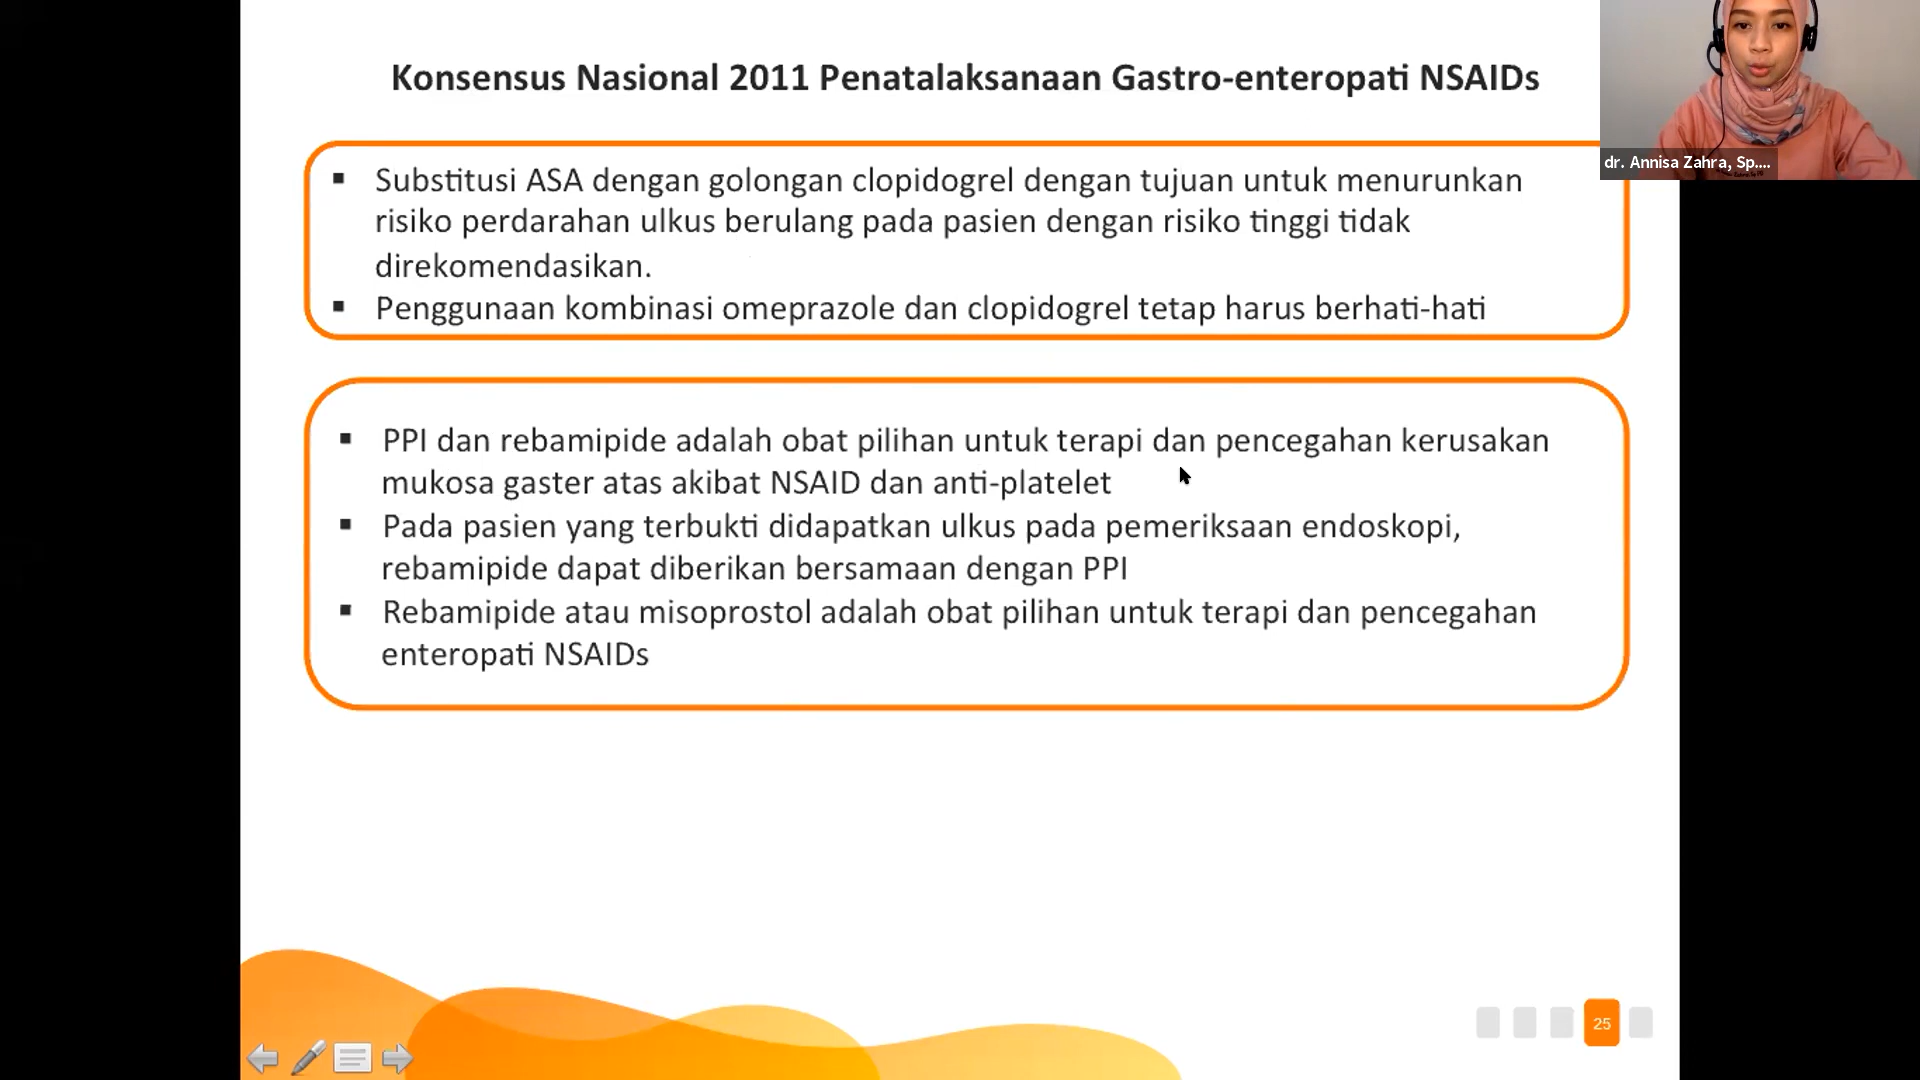 Konsensus Nasional 2011 Penatalaksanaan Gastro-enteropati NSAIDs
dr. Annisa Zahra, Sp....
▪ Substitusi ASA dengan golongan clopidogrel dengan tujuan untuk menurunkan
risiko perdarahan ulkus berulang pada pasien dengan risiko tinggi tidak
direkomendasikan.
▪ Penggunaan kombinasi omeprazole dan clopidogrel tetap harus berhati-hati
▪ PPI dan rebamipide adalah obat pilihan untuk terapi dan pencegahan kerusakan
mukosa gaster atas akibat NSAID dan anti-platelet
▪ Pada pasien yang terbukti didapatkan ulkus pada pemeriksaan endoskopi,
rebamipide dapat diberikan bersamaan dengan PPI
▪ Rebamipide atau misoprostol adalah obat pilihan untuk terapi dan pencegahan
enteropati NSAIDs
25